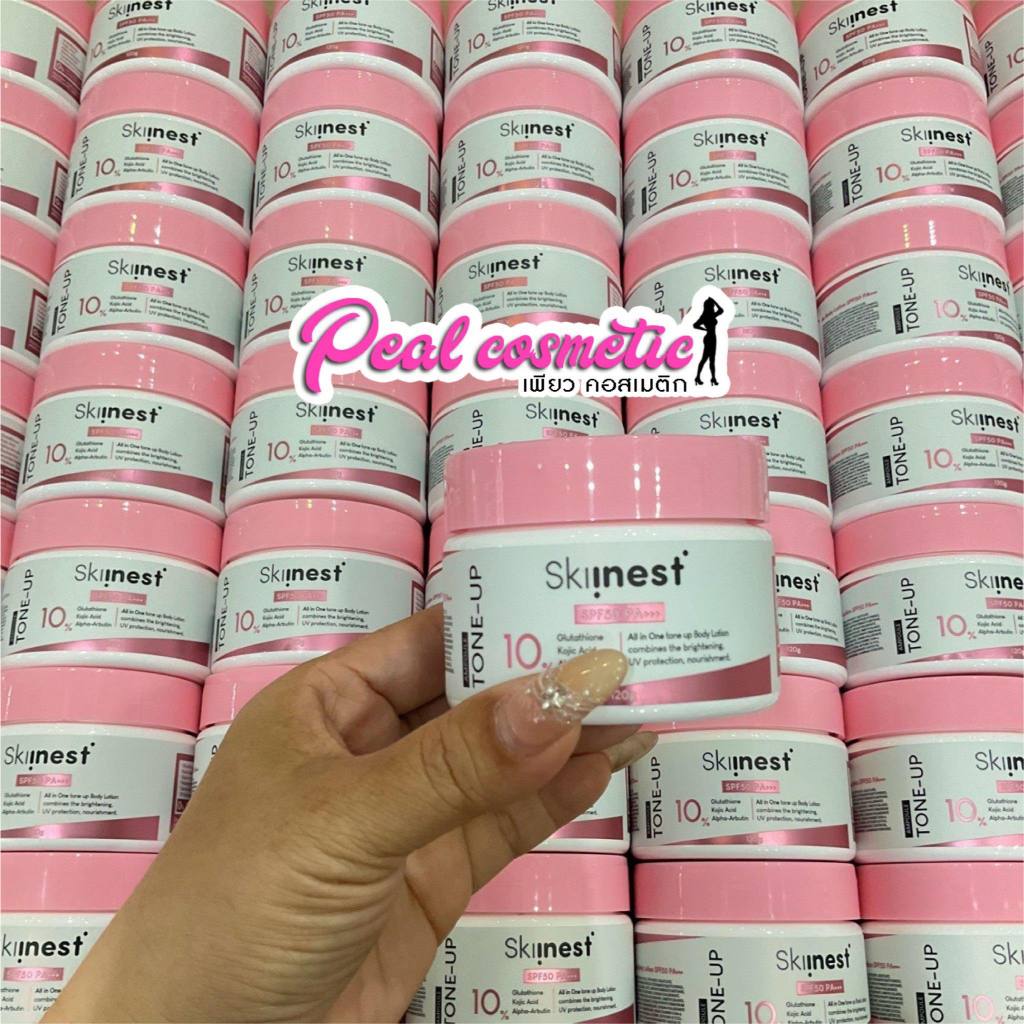 Peal cosmetic
เพียว คอสเมติก
Skiinest
SPF50 PA+++
AMPOULE
TONE-UP
10%
Glutathione
Kojic Acid
Alpha-Arbutin
All in One tone up Body Lotion
combines the brightening,
UV protection, nourishment.
120g